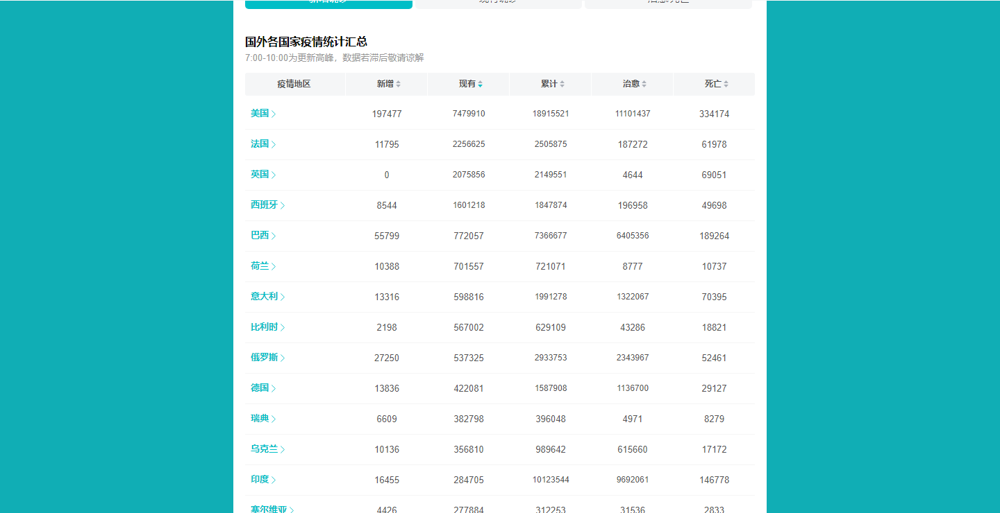 国外各国家疫情统计汇总
7:00-10:00为更新高峰，数据若滞后敬请谅解
疫情地区 新增 现有 累计 治愈 死亡
美国 197477 7479910 18915521 11101437 334174
法国 11795 2256625 2505875 187272 61978
英国 0 2075856 2149551 4644 69051
西班牙 8544 1601218 1847874 196958 49698
巴西 55799 772057 7366677 6405356 189264
荷兰 10388 701557 721071 8777 10737
意大利 13316 598816 1991278 1322067 70395
比利时 2198 567002 629109 43286 18821
俄罗斯 27250 537325 2933753 2343967 52461
德国 13836 422081 1587908 1136700 29127
瑞典 6609 382798 396048 4971 8279
乌克兰 10136 356810 989642 615660 17172
印度 16455 284705 10123544 9692061 146778
塞尔维亚 4426 277884 312253 31536 2833